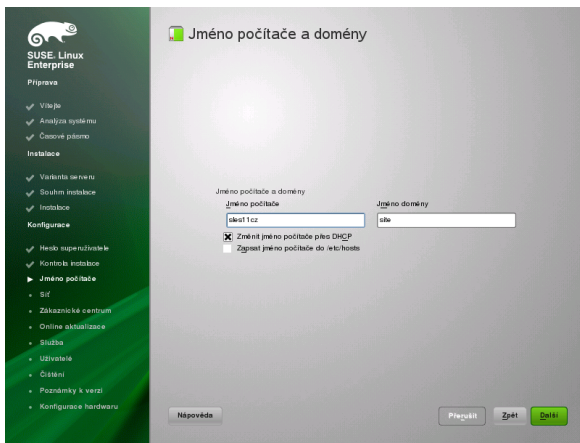 SUSE. Linux
Enterprise
Příprava
Vítejte
Analýza systému
Časové pásmo
Instalace
Varianta serveru
Souhrn instalace
Instalace
Konfigurace
Heslo superuživatele
Kontrola instalace
Jméno počítače
Síť
Zákaznické centrum
Online aktualizace
Služba
Uživatelé
Čištění
Poznámky k verzi
Konfigurace hardwaru
Jméno počítače a domény
Jméno počítače a domény
Jméno počítače
Jméno domény
sles11cz
site
Změnit jméno počítače přes DHCP
Zapsat jméno počítače do /etc/hosts
Nápověda
Přerušit
Zpět
Další